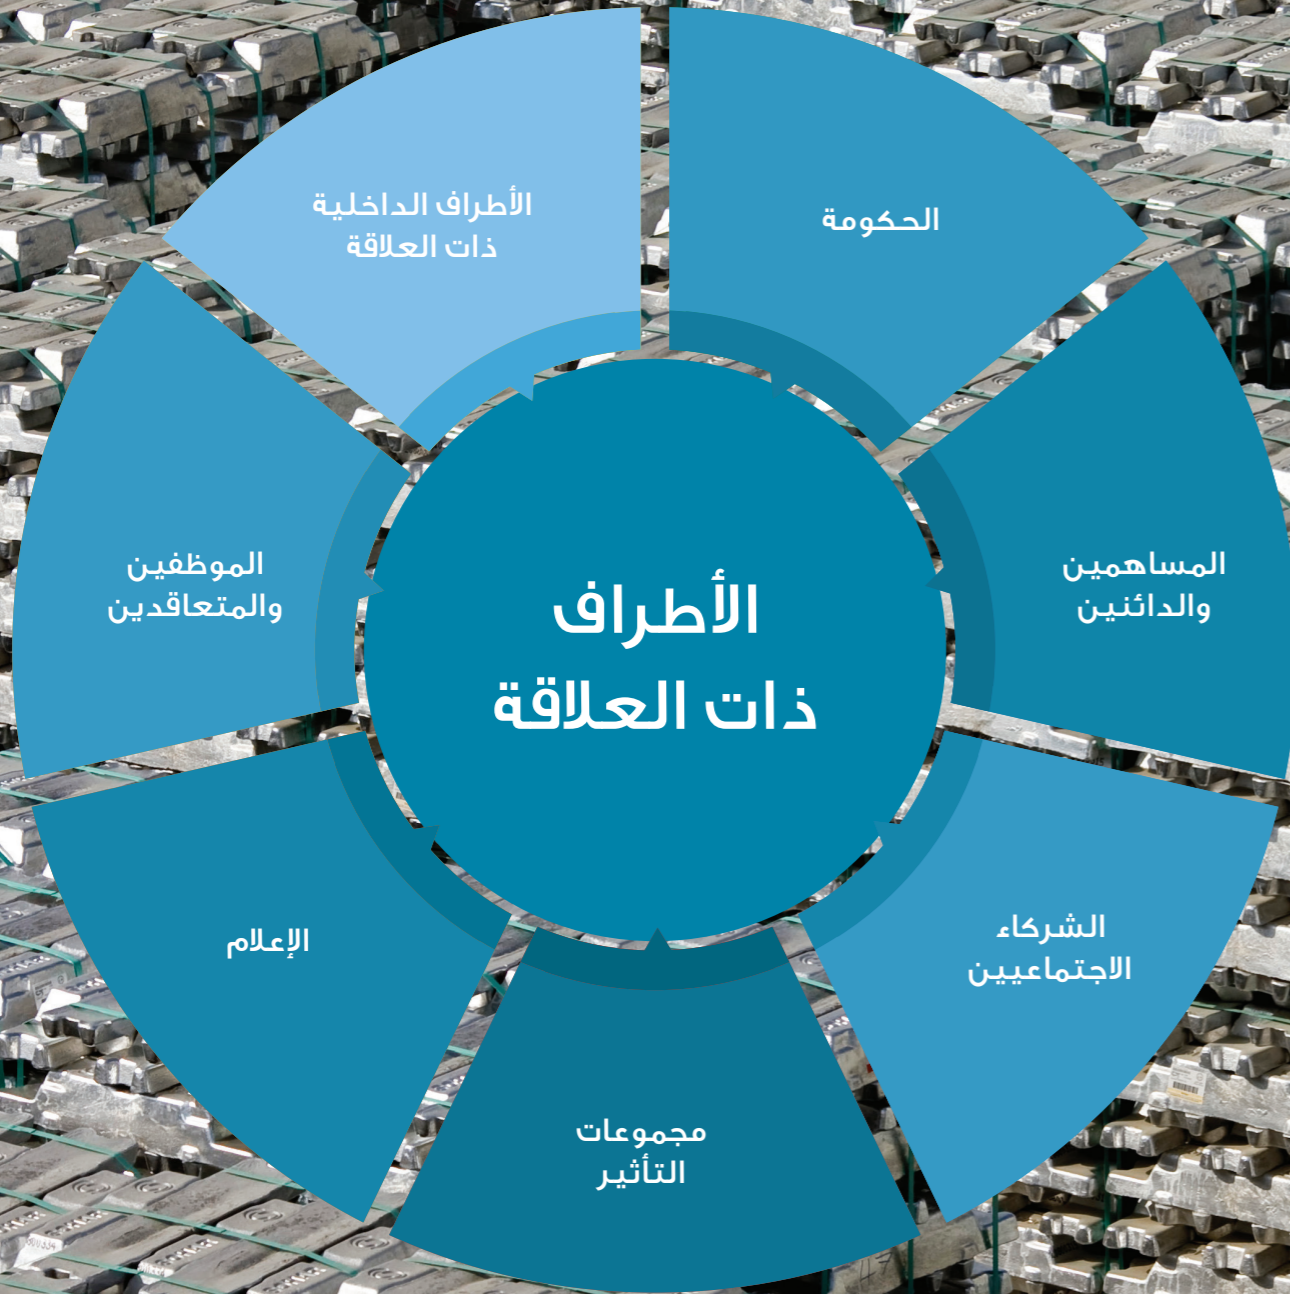 الأطراف
ذات العلاقة
الحكومة
المساهمين
والدائنين
الشركاء
الاجتماعيين
مجموعات
التأثير
الإعلام
الموظفين
والمتعاقدين
الأطراف الداخلية
ذات العلاقة